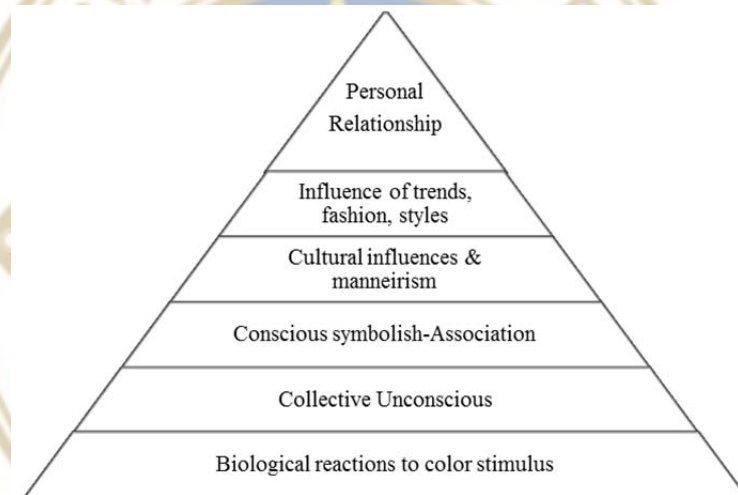 Personal
Relationship
Influence of trends,
fashion, styles
Cultural influences &
manneirism
Conscious symbolish-Association
Collective Unconscious
Biological reactions to color stimulus